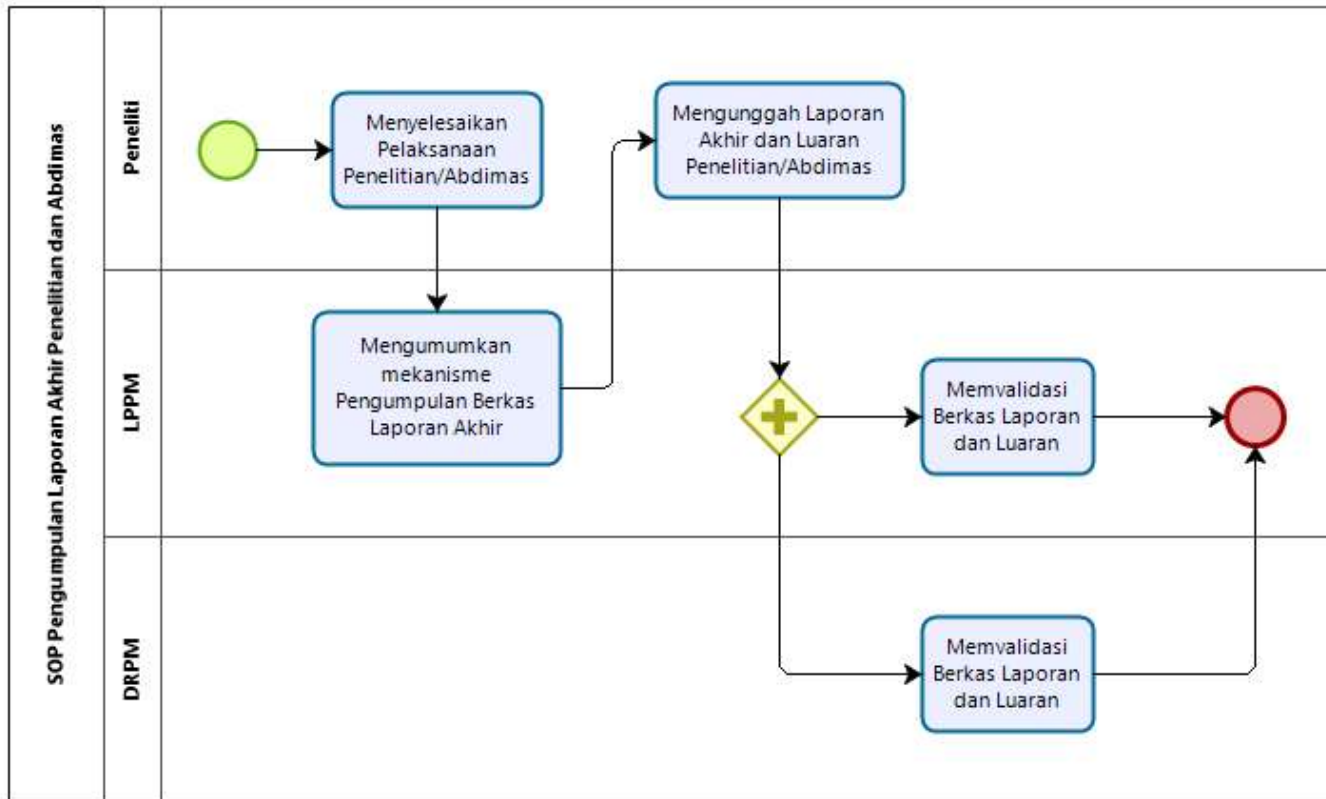 SOP Pengumpulan Laporan Akhir Penelitian dan Abdimas
Peneliti
Menyelesaikan
Pelaksanaan
Penelitian/Abdimas
Mengunggah Laporan
Akhir dan Luaran
Penelitian/Abdimas
LPPM
Mengumumkan
mekanisme
Pengumpulan Berkas
Laporan Akhir
Memvalidasi
Berkas Laporan
dan Luaran
DRPM
Memvalidasi
Berkas Laporan
dan Luaran